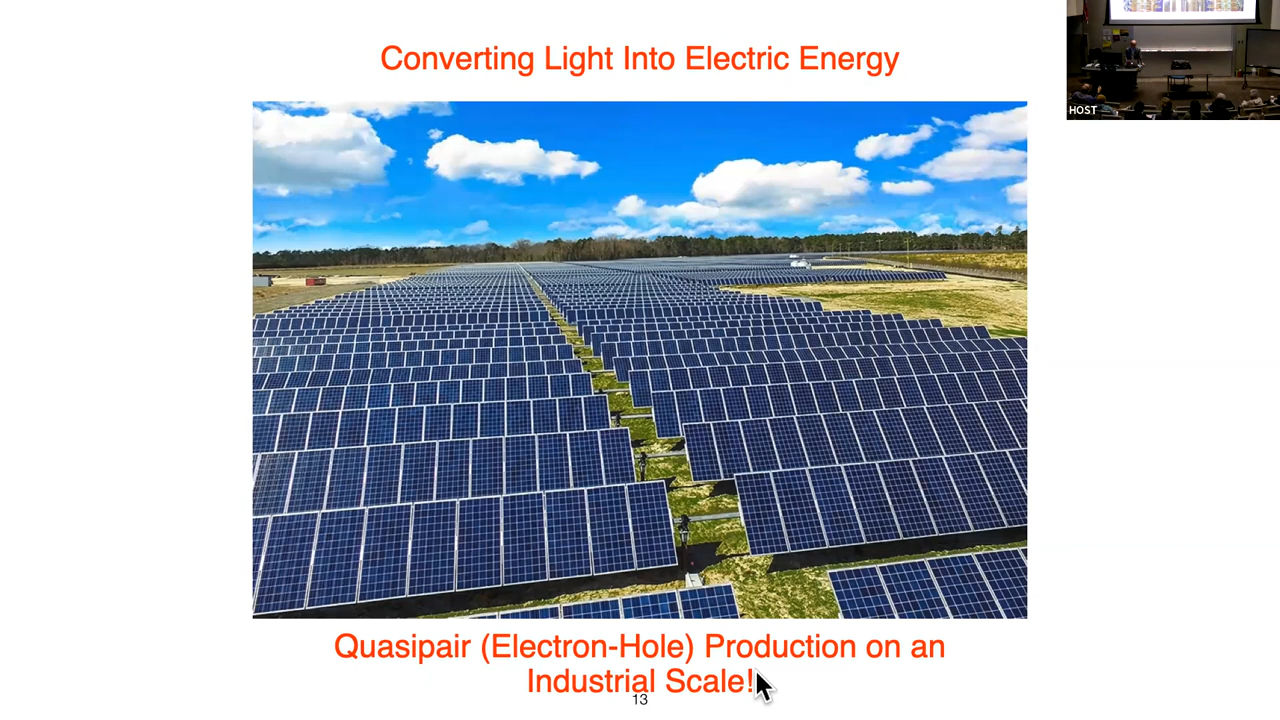 Converting Light Into Electric Energy
HOST
Quasipair (Electron-Hole) Production on an
Industrial Scale!
13